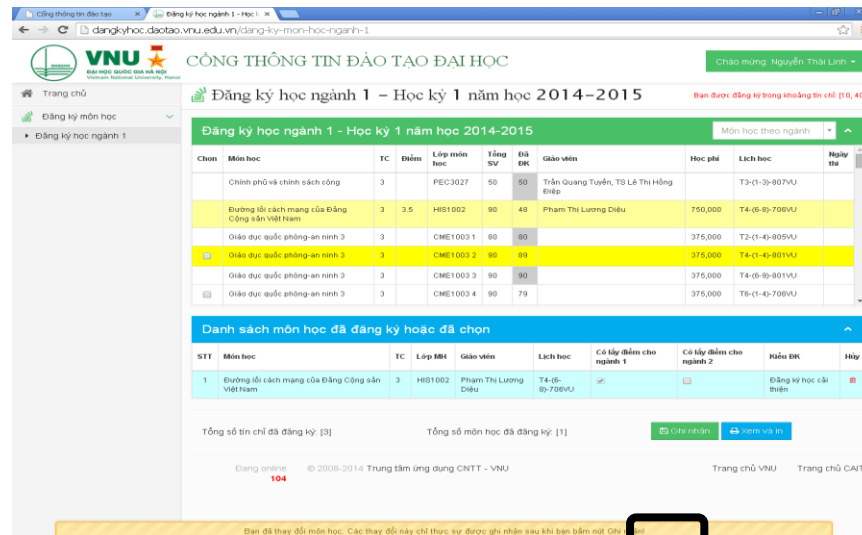 Cổng thông tin đào tạo
Đăng ký học ngành 1 - Học k
dangkyhoc.daotao.vnu.edu.vn/dang-ky-mon-hoc-nganh-1
VNU
ĐẠI HỌC QUỐC GIA HÀ NỘI
Vietnam National University, Hanoi
CỔNG THÔNG TIN ĐÀO TẠO ĐẠI HỌC
Chào mừng: Nguyễn Thái Linh
Trang chủ
Đăng ký môn học
Đăng ký học ngành 1
Đăng ký học ngành 1 – Học kỳ 1 năm học 2014-2015
Bạn được đăng ký trong khoảng tín chỉ: [10, 40
Đăng ký học ngành 1 - Học kỳ 1 năm học 2014-2015
Môn học theo ngành
Chọn Môn học TC Điểm Lớp môn học Tổng SV Đã ĐK Giáo viên Học phí Lịch học Ngày thi
Chính phủ và chính sách công 3 PEC3027 50 50 Trần Quang Tuyến, TS Lê Thị Hồng Điệp T3-(1-3)-807VU
Đường lối cách mạng của Đảng Cộng sản Việt Nam 3 3.5 HIS1002 90 48 Phạm Thị Lương Diệu 750,000 T4-(6-8)-706VU
Giáo dục quốc phòng-an ninh 3 3 CME1003 1 80 80 375,000 T2-(1-4)-805VU
Giáo dục quốc phòng-an ninh 3 3 CME1003 2 90 89 375,000 T4-(1-4)-801VU
Giáo dục quốc phòng-an ninh 3 3 CME1003 3 90 90 375,000 T4-(6-9)-801VU
Giáo dục quốc phòng-an ninh 3 3 CME1003 4 90 79 375,000 T6-(1-4)-706VU
Danh sách môn học đã đăng ký hoặc đã chọn
STT Môn học TC Lớp MH Giáo viên Lịch học Có lấy điểm cho ngành 1 Có lấy điểm cho ngành 2 Kiểu ĐK Hủy
1 Đường lối cách mạng của Đảng Cộng sản Việt Nam 3 HIS1002 Phạm Thị Lương Diệu T4-(6-8)-706VU Đăng ký học cải thiện
Tổng số tín chỉ đã đăng ký: [3]
Tổng số môn học đã đăng ký: [1]
Ghi nhận
Xem và in
Đang online
104
© 2008-2014 Trung tâm ứng dụng CNTT - VNU
Trang chủ VNU
Trang chủ CAIT
Bạn đã thay đổi môn học. Các thay đổi này chỉ thực sự được ghi nhận sau khi bạn bấm nút Ghi